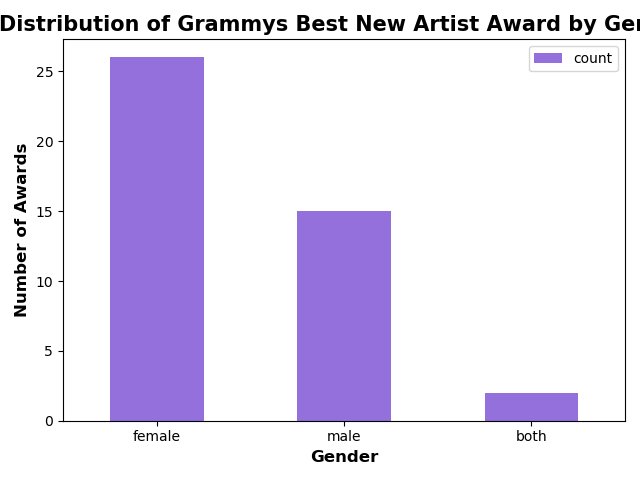 Distribution of Grammys Best New Artist Award by
count
25
20
15
10
5
0
Number of Awards
female male both
Gender